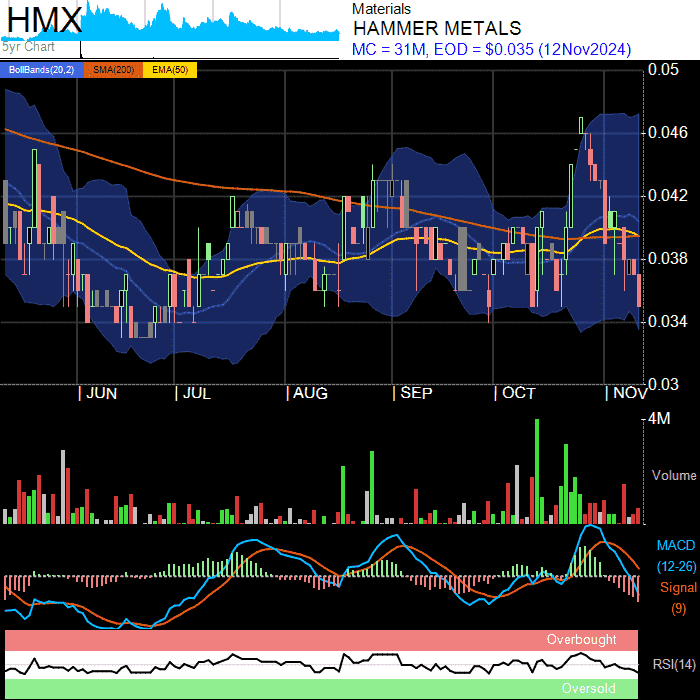 HMX
5yr Chart
Materials
HAMMER METALS
MC = 31M, EOD = $0.035 (12Nov2024)
BollBands(20,2) SMA(200) EMA(50)
0.05
0.046
0.042
0.038
0.034
0.03
| JUN | JUL | AUG | SEP | OCT | NOV
4M
Volume
MACD
(12-26)
Signal
(9)
Overbought
RSI(14)
Oversold